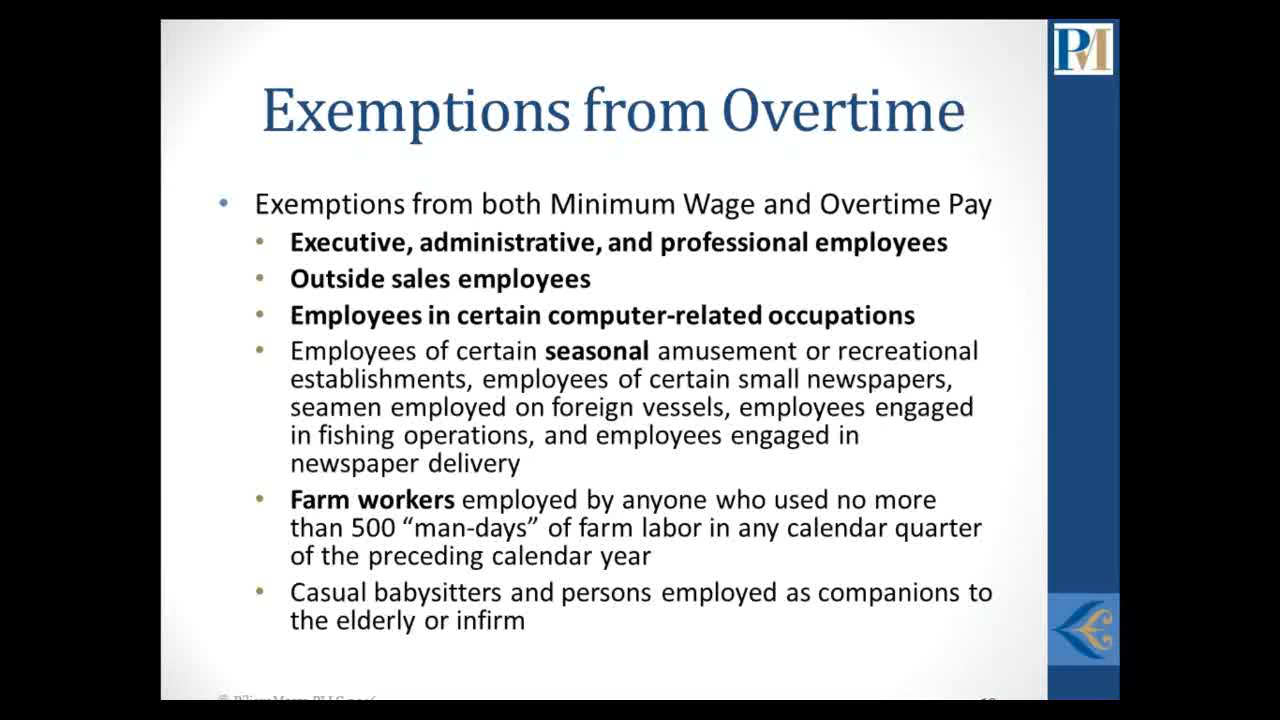 PM
Exemptions from Overtime
• Exemptions from both Minimum Wage and Overtime Pay
• Executive, administrative, and professional employees
• Outside sales employees
• Employees in certain computer-related occupations
• Employees of certain seasonal amusement or recreational
establishments, employees of certain small newspapers,
seamen employed on foreign vessels, employees engaged
in fishing operations, and employees engaged in
newspaper delivery
• Farm workers employed by anyone who used no more
than 500 “man-days” of farm labor in any calendar quarter
of the preceding calendar year
• Casual babysitters and persons employed as companions to
the elderly or infirm